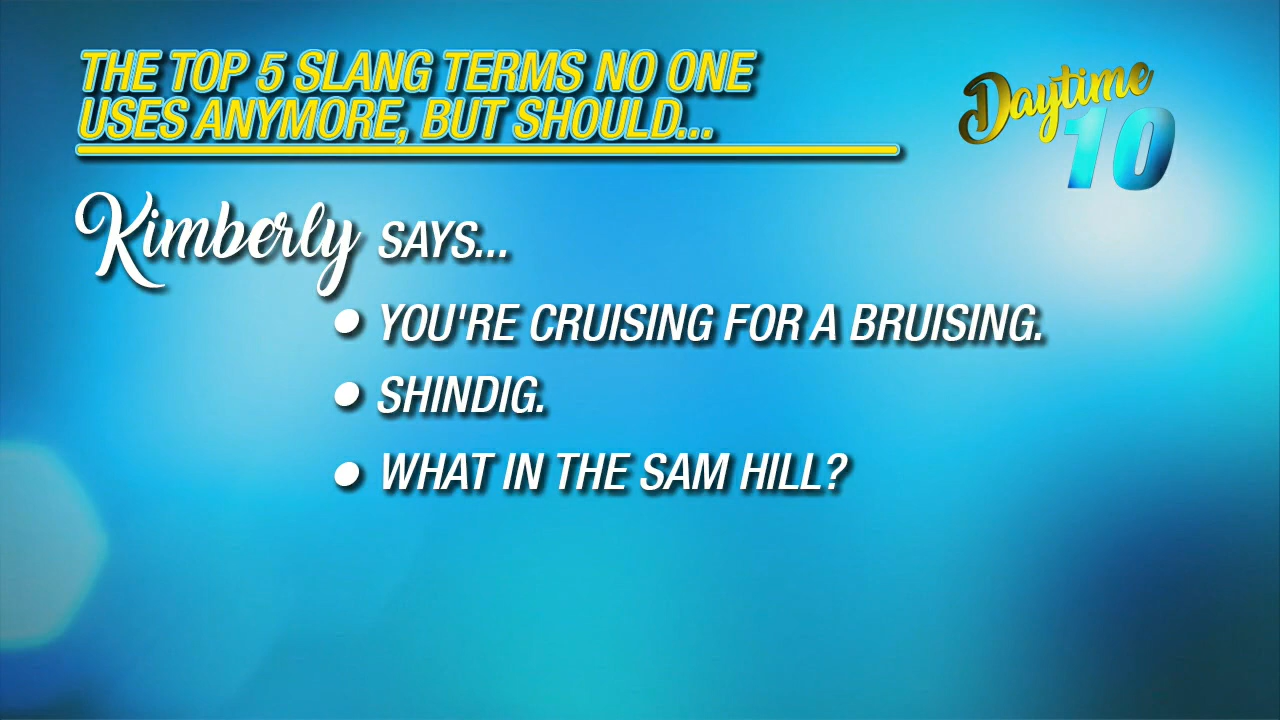 THE TOP 5 SLANG TERMS NO ONE
USES ANYMORE, BUT SHOULD...
Daytime
10
Kimberly SAYS...
• YOU'RE CRUISING FOR A BRUISING.
• SHINDIG.
• WHAT IN THE SAM HILL?